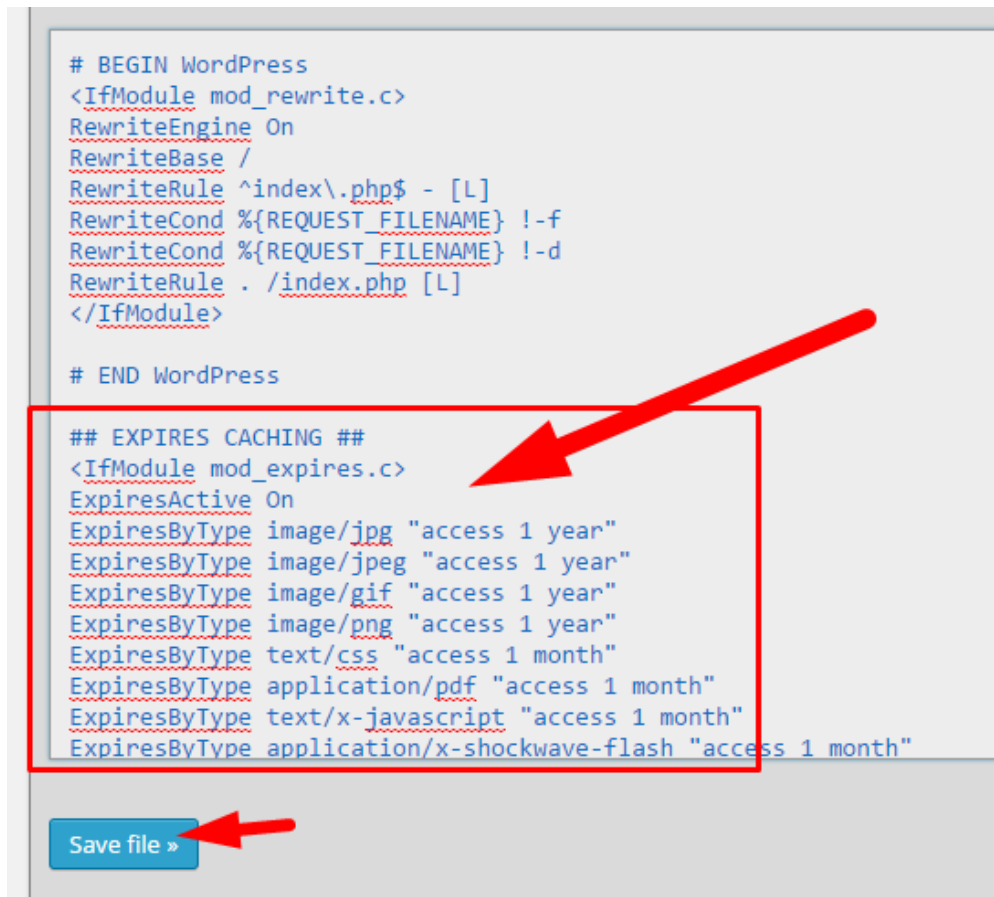 # BEGIN WordPress
<IfModule mod_rewrite.c>
RewriteEngine On
RewriteBase /
RewriteRule ^index\.php$ - [L]
RewriteCond %{REQUEST_FILENAME} !-f
RewriteCond %{REQUEST_FILENAME} !-d
RewriteRule . /index.php [L]
</IfModule>
# END WordPress
## EXPIRES CACHING ##
<IfModule mod_expires.c>
ExpiresActive On
ExpiresByType image/jpg "access 1 year"
ExpiresByType image/jpeg "access 1 year"
ExpiresByType image/gif "access 1 year"
ExpiresByType image/png "access 1 year"
ExpiresByType text/css "access 1 month"
ExpiresByType application/pdf "access 1 month"
ExpiresByType text/x-javascript "access 1 month"
ExpiresByType application/x-shockwave-flash "access 1 month"
Save file »